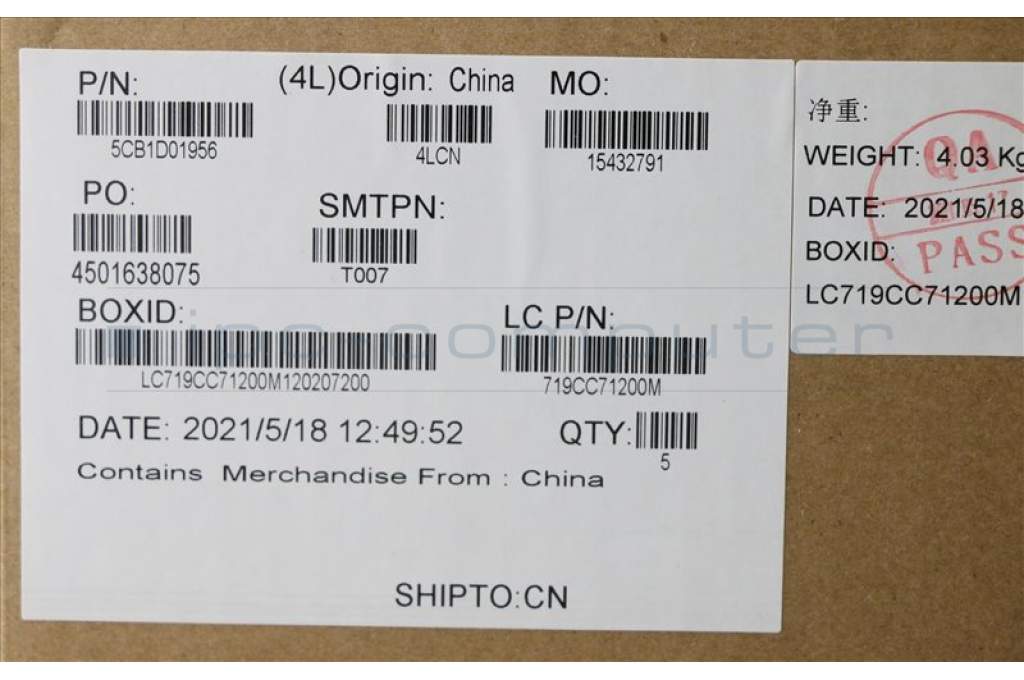 P/N: (4L)Origin: China MO:
5CB1D01956 4LCN 15432791
PO: SMTPN:
4501638075 T007
BOXID: LC P/N:
LC719CC71200M120207200 719CC71200M
DATE: 2021/5/18 12:49:52 QTY:
5
Contains Merchandise From : China
SHIPTO:CN
净重:
WEIGHT: 4.03 Kg
DATE: 2021/5/18
BOXID:
LC719CC71200M
QA
PASS
ipc-computer